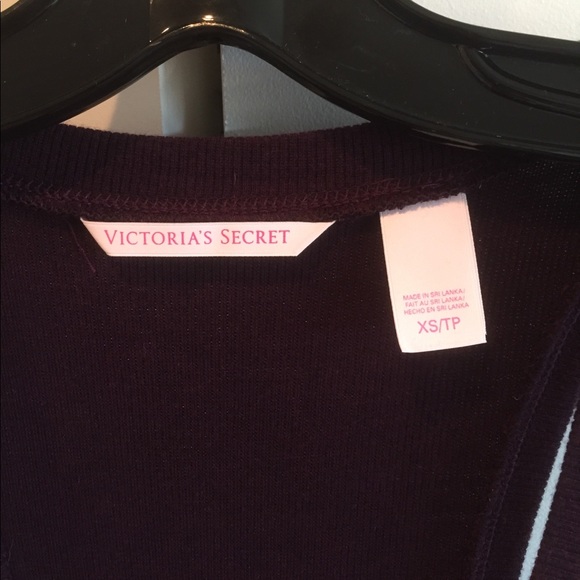 VICTORIA'S SECRET
MADE IN SRI LANKA/
FAIT AU SRI LANKA/
HECHO EN SRI LANKA
XS/TP